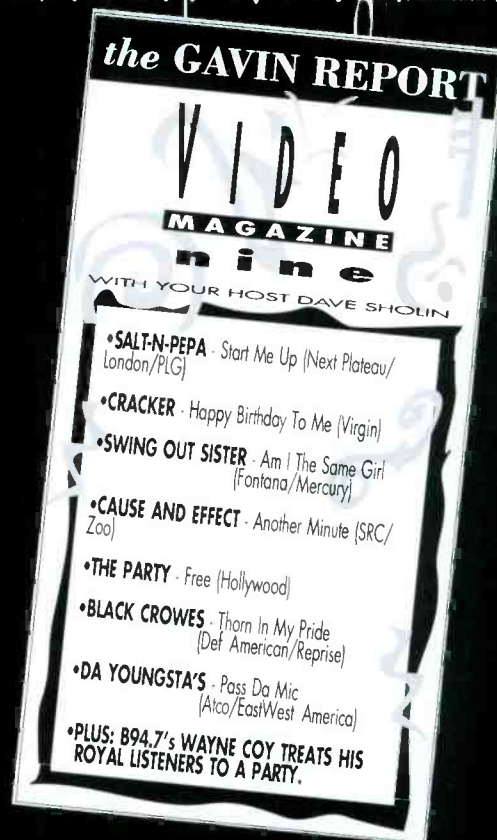 the GAVIN REPORT
VIDEO
MAGAZINE
nine
WITH YOUR HOST DAVE SHOLIN
•SALT-N-PEPA - Start Me Up (Next Plateau/
London/PLG)
•CRACKER - Happy Birthday To Me (Virgin)
•SWING OUT SISTER - Am I The Same Girl
(Fontana/Mercury)
•CAUSE AND EFFECT - Another Minute (SRC/
Zoo)
•THE PARTY - Free (Hollywood)
•BLACK CROWES - Thorn In My Pride
(Def American/Reprise)
•DA YOUNGSTA'S - Pass Da Mic
(Atco/EastWest America)
•PLUS: B94.7's WAYNE COY TREATS HIS
ROYAL LISTENERS TO A PARTY.